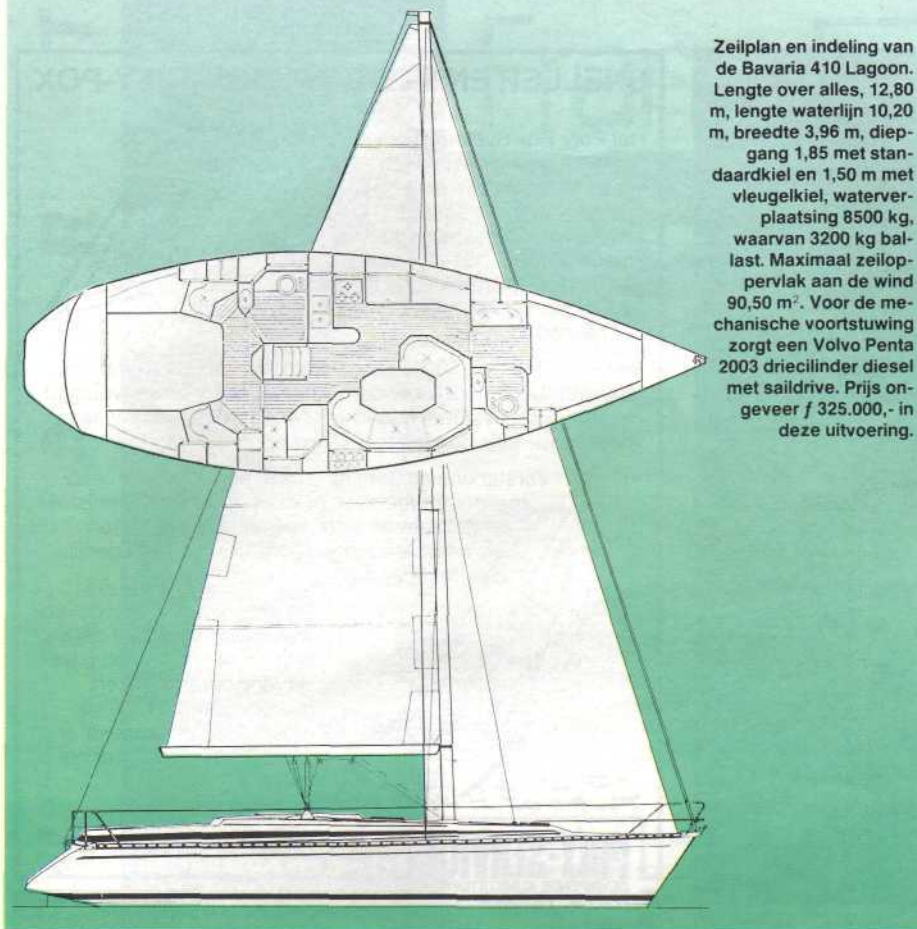 Zeilplan en indeling van
de Bavaria 410 Lagoon.
Lengte over alles, 12,80
m, lengte waterlijn 10,20
m, breedte 3,96 m, diep-
gang 1,85 met stan-
daardkiel en 1,50 m met
vleugelkiel, waterver-
plaatsing 8500 kg,
waarvan 3200 kg bal-
last. Maximaal zeilop-
pervlak aan de wind
90,50 m². Voor de me-
chanische voortstuwing
zorgt een Volvo Penta
2003 driecilinder diesel
met saildrive. Prijs on-
geveer ƒ 325.000,- in
deze uitvoering.